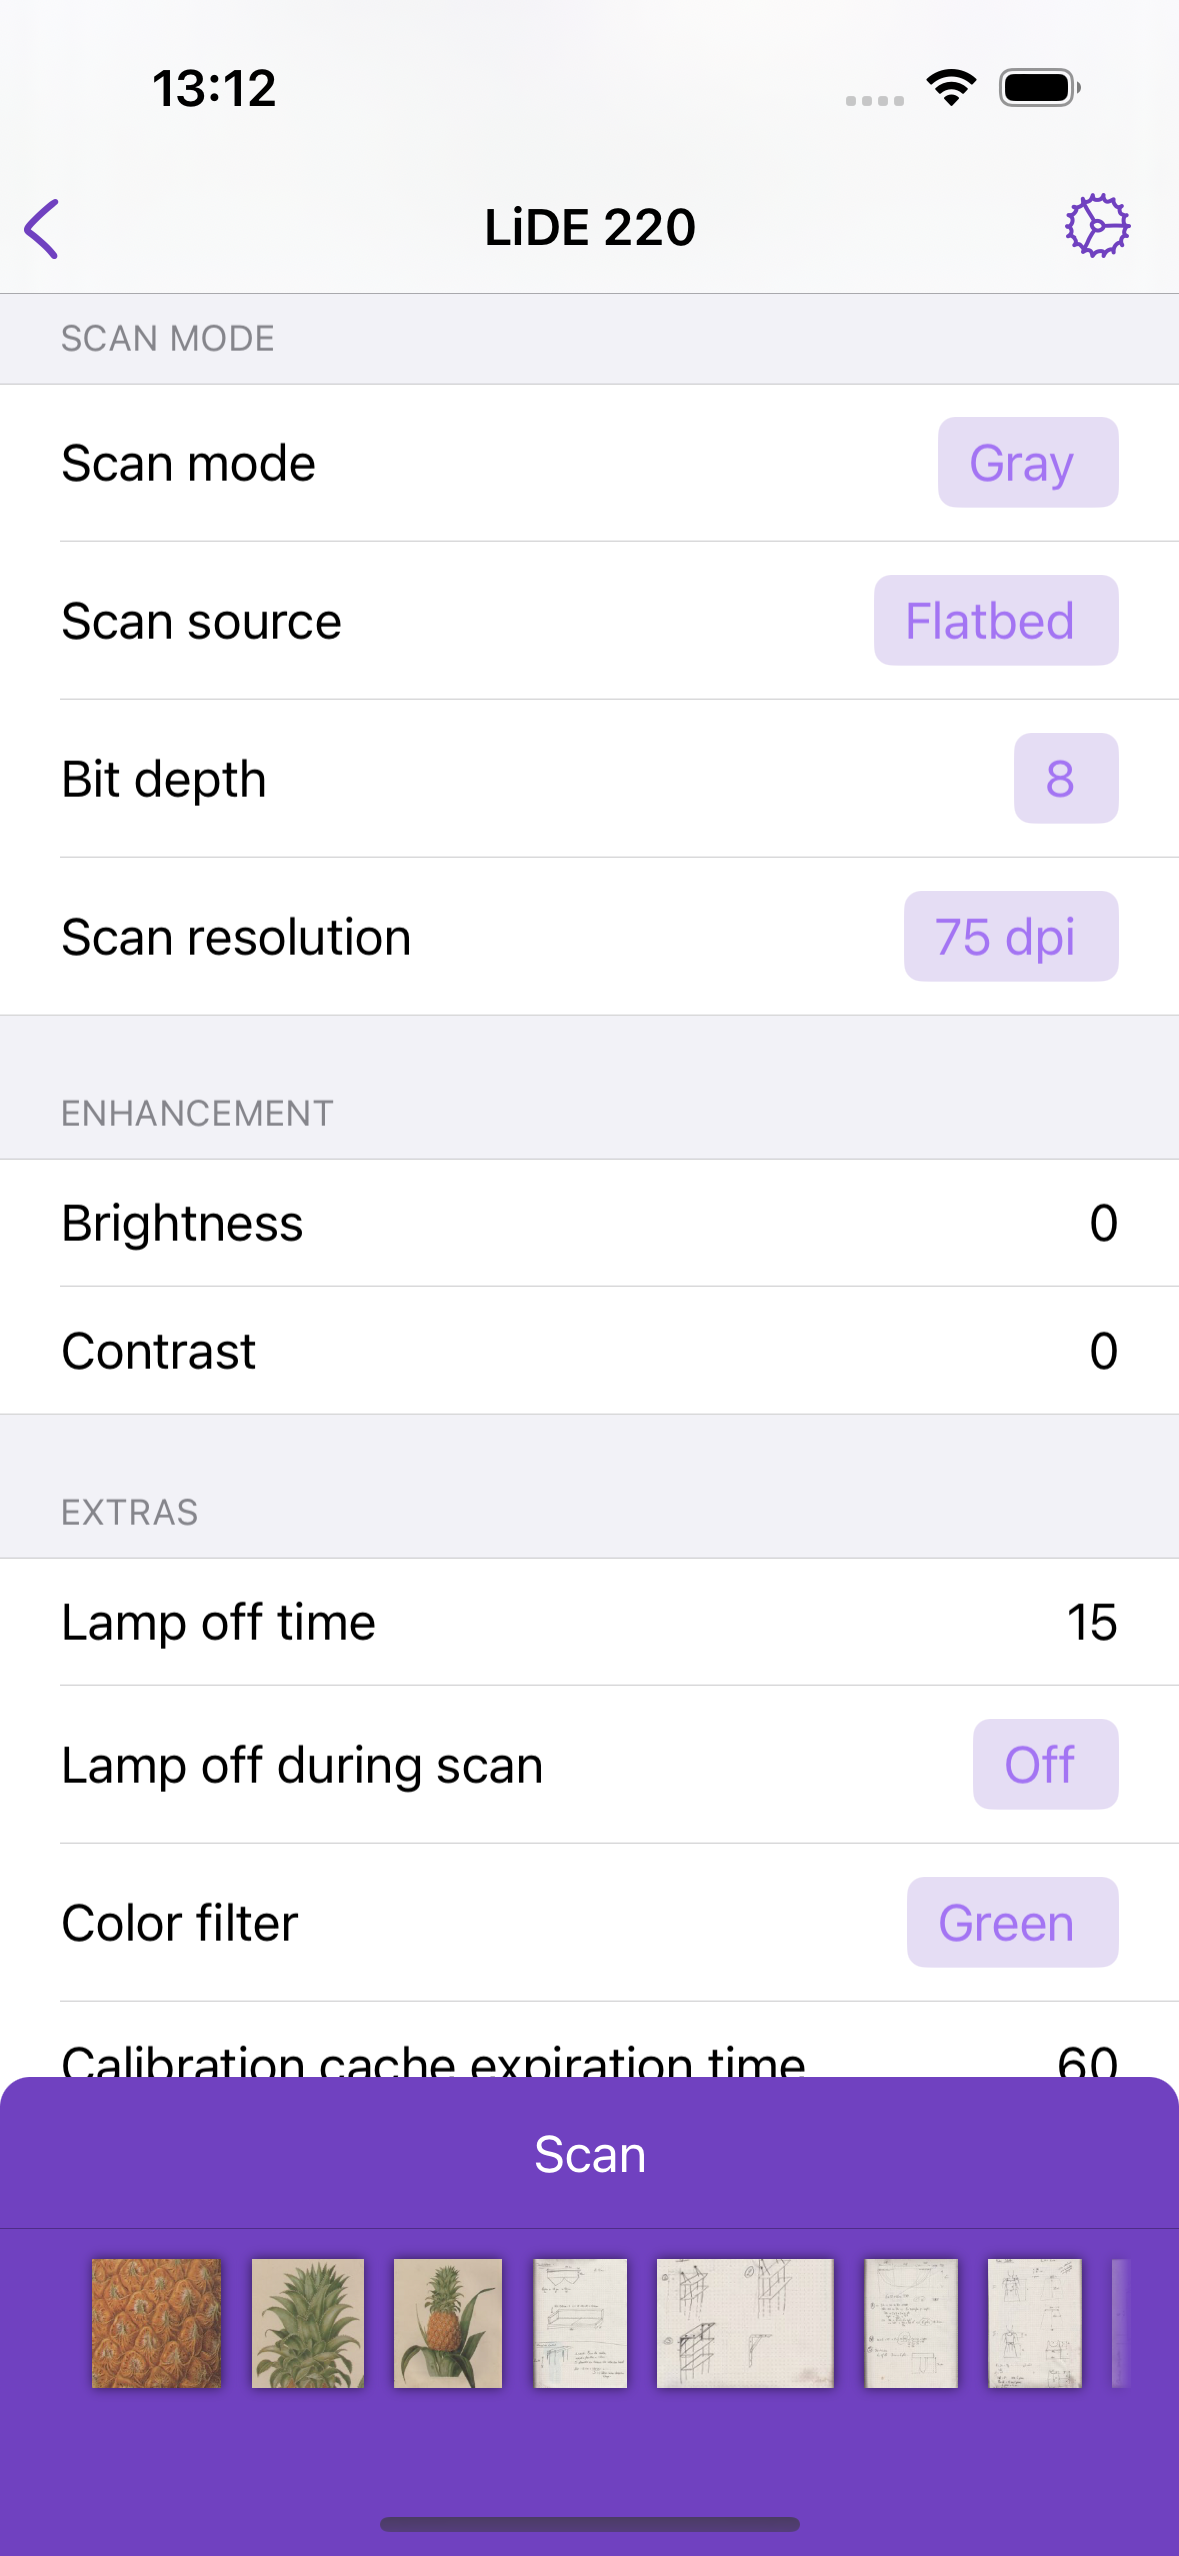 13:12
LiDE 220
SCAN MODE
Scan mode Gray
Scan source Flatbed
Bit depth 8
Scan resolution 75 dpi
ENHANCEMENT
Brightness 0
Contrast 0
EXTRAS
Lamp off time 15
Lamp off during scan Off
Color filter Green
Calibration cache expiration time 60
Scan